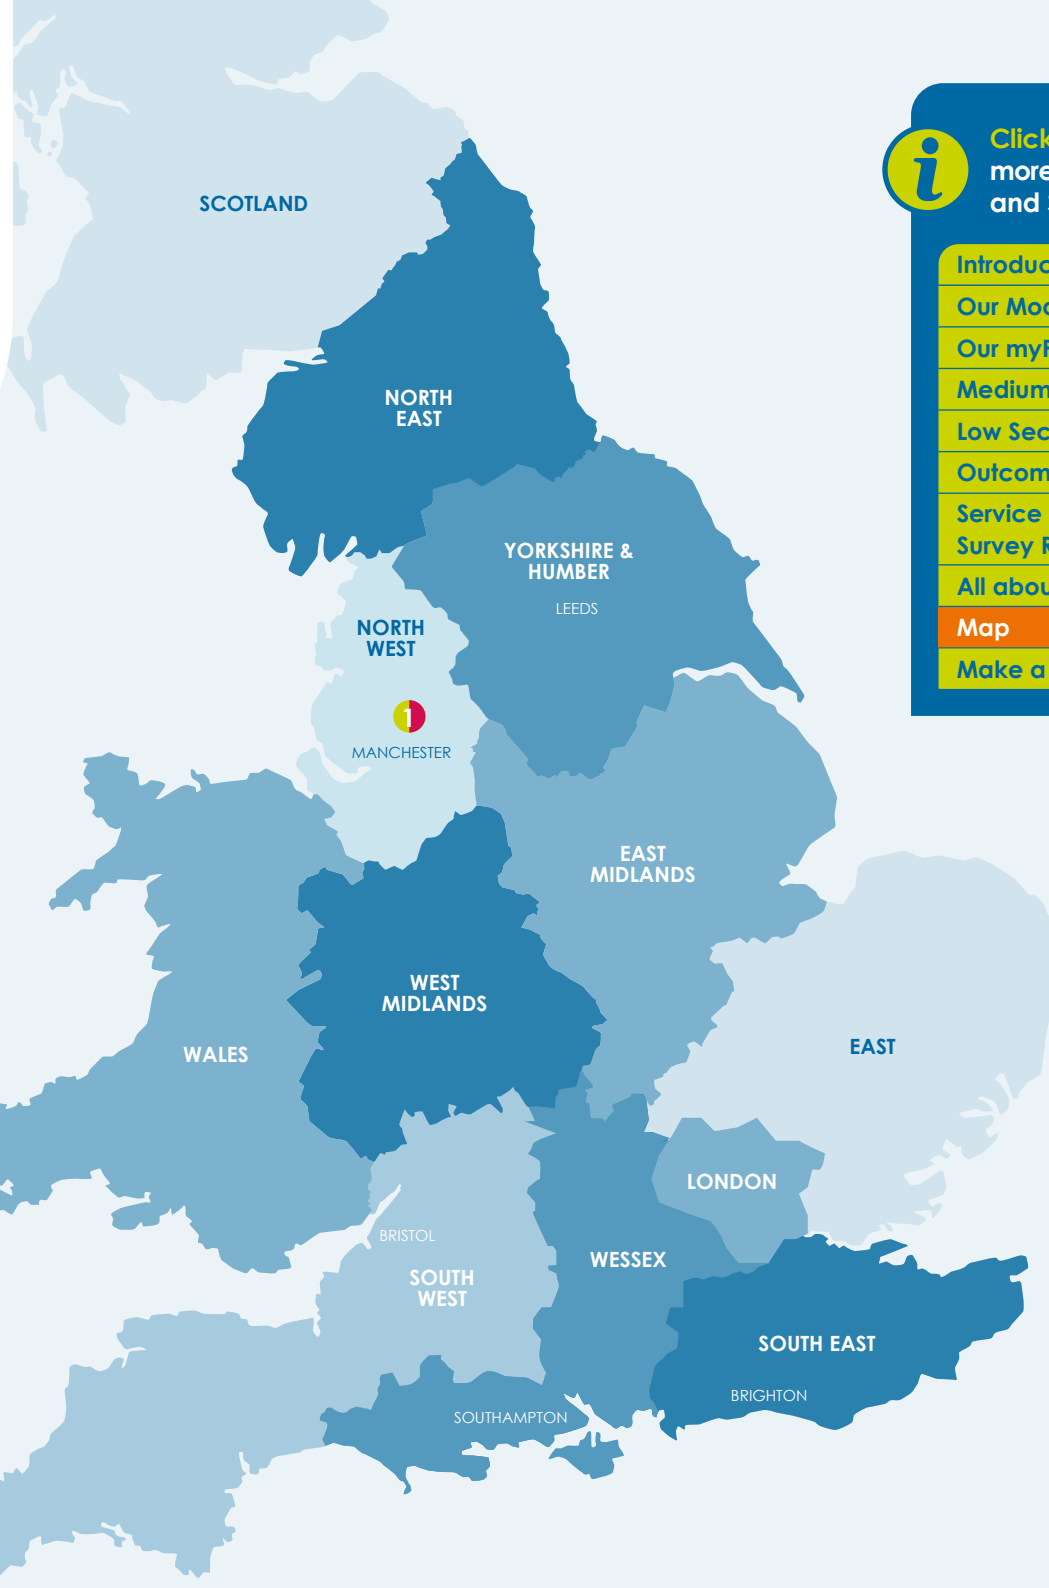 SCOTLAND
NORTH
EAST
YORKSHIRE &
HUMBER
LEEDS
NORTH
WEST
1
MANCHESTER
EAST
MIDLANDS
WEST
MIDLANDS
WALES
EAST
LONDON
BRISTOL
SOUTH
WEST
WESSEX
SOUTH EAST
BRIGHTON
SOUTHAMPTON
i
Click
more
and
Introduc
Our Mod
Our myP
Medium
Low Sec
Outcom
Service
Survey R
All abou
Map
Make a